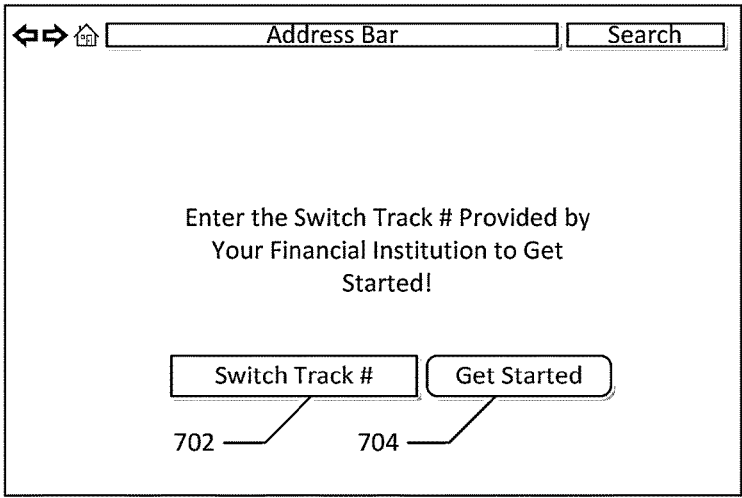 Address Bar Search
Enter the Switch Track # Provided by
Your Financial Institution to Get
Started!
Switch Track # Get Started
702 704